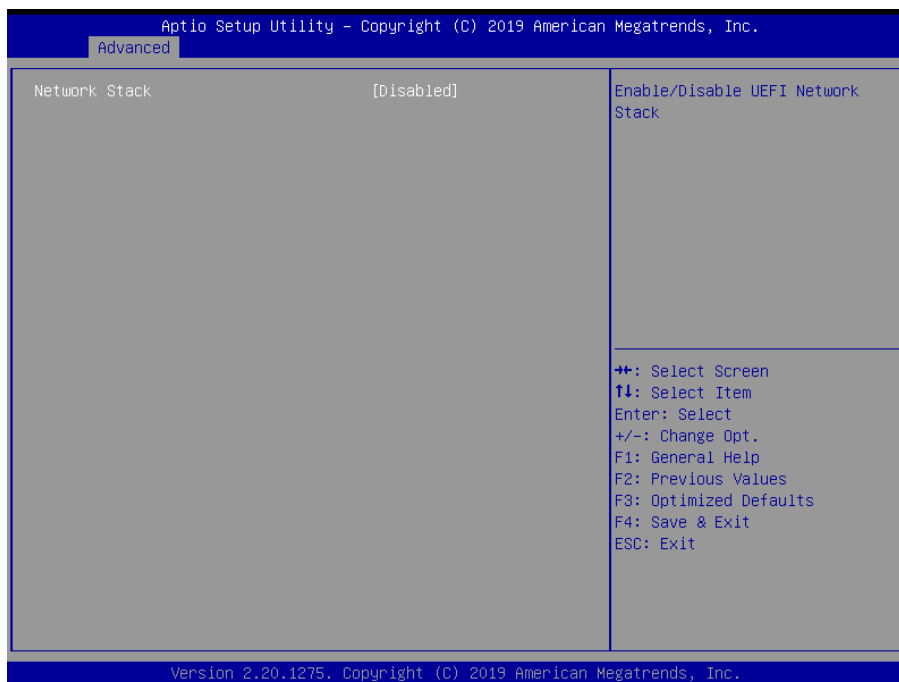 Aptio Setup Utility – Copyright (C) 2019 American Megatrends, Inc.
Advanced
Network Stack [Disabled]
Enable/Disable UEFI Network
Stack
→←: Select Screen
↑↓: Select Item
Enter: Select
+/-: Change Opt.
F1: General Help
F2: Previous Values
F3: Optimized Defaults
F4: Save & Exit
ESC: Exit
Version 2.20.1275. Copyright (C) 2019 American Megatrends, Inc.